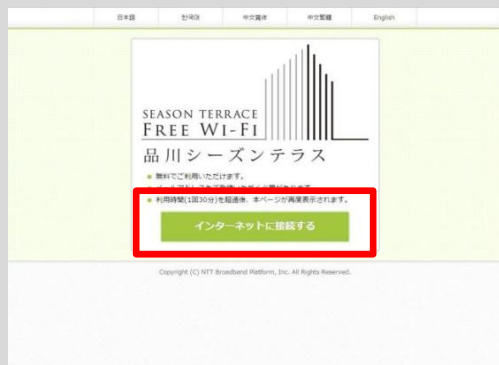 日本語
한국어
中文简体
中文繁體
English
SEASON TERRACE
FREE WI-FI
品川シーズンテラス
無料でご利用いただけます。
利用時間(1回30分)を超過後、本ページが再度表示されます。
インターネットに接続する
Copyright (C) NTT Broadband Platform, Inc. All Rights Reserved.